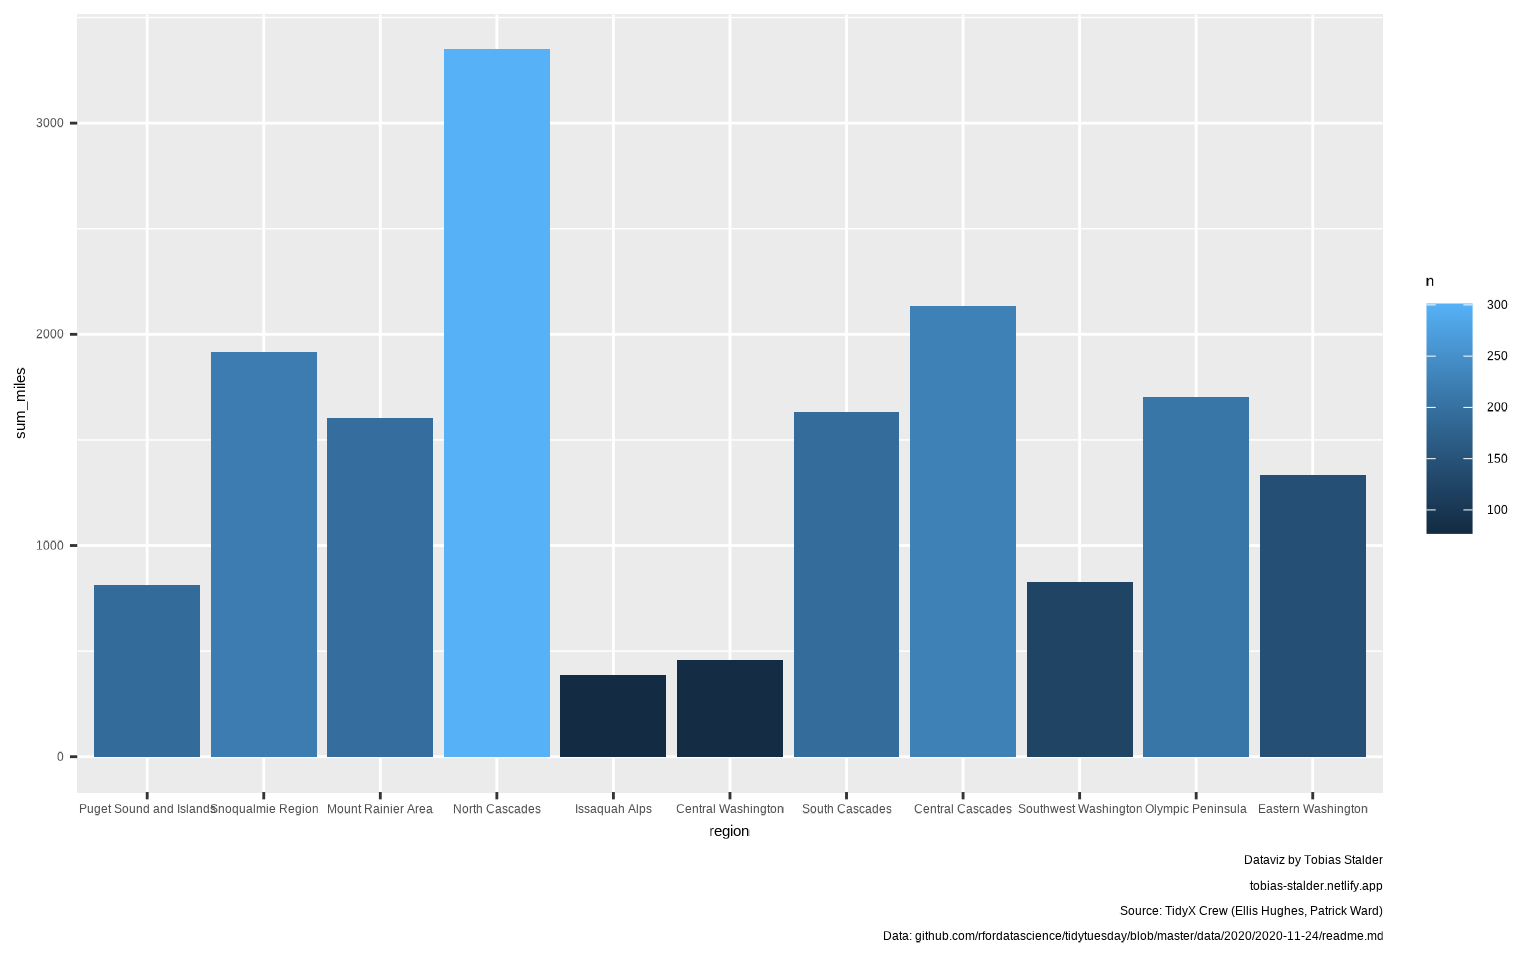 3000
2000
1000
0
sum_miles
Puget Sound and Islands Snoqualmie Region Mount Rainier Area North Cascades Issaquah Alps Central Washington South Cascades Central Cascades Southwest Washington Olympic Peninsula Eastern Washington
region
n
300
250
200
150
100
Dataviz by Tobias Stalder
tobias-stalder.netlify.app
Source: TidyX Crew (Ellis Hughes, Patrick Ward)
Data: github.com/rfordatascience/tidytuesday/blob/master/data/2020/2020-11-24/readme.md